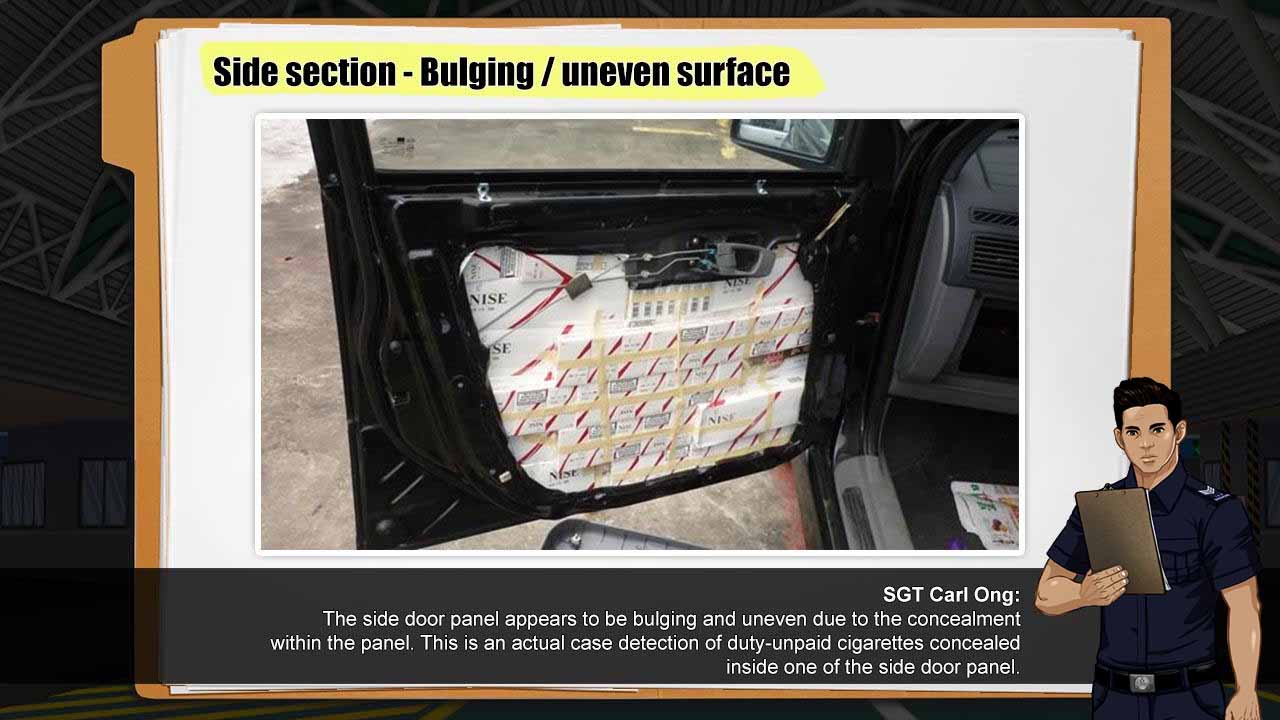 Side section - Bulging / uneven surface
NISE
NISE
NISE
NISE
NISE
SGT Carl Ong:
The side door panel appears to be bulging and uneven due to the concealment
within the panel. This is an actual case detection of duty-unpaid cigarettes concealed
inside one of the side door panel.